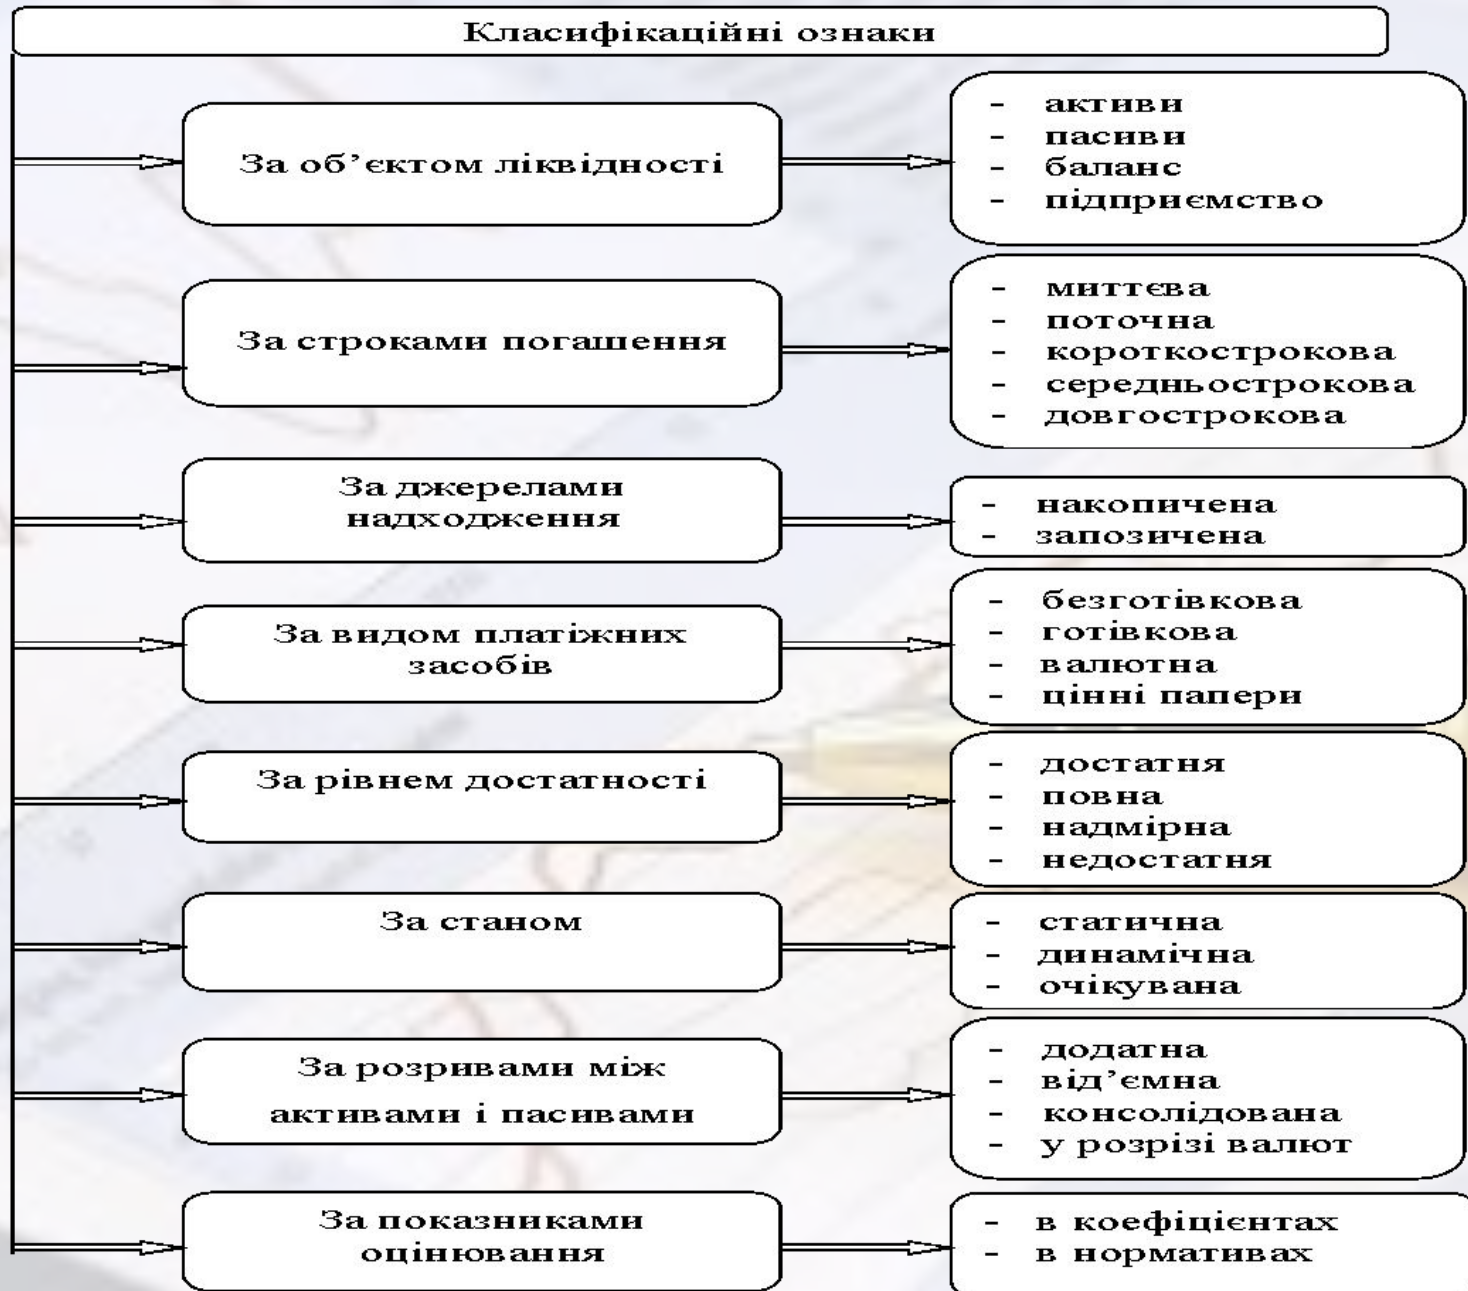 Класифікаційні ознаки
За об’єктом ліквідності
- активи
- пасиви
- баланс
- підприємство
За строками погашення
- миттєва
- поточна
- короткострокова
- середньострокова
- довгострокова
За джерелами
надходження
- накопичена
- запозичена
За видом платіжних
засобів
- безготівкова
- готівкова
- валютна
- цінні папери
За рівнем достатності
- достатня
- повна
- надмірна
- недостатня
За станом
- статична
- динамічна
- очікувана
За розривами між
активами і пасивами
- додатна
- від’ємна
- консолідована
- у розрізі валют
За показниками
оцінювання
- в коефіцієнтах
- в нормативах